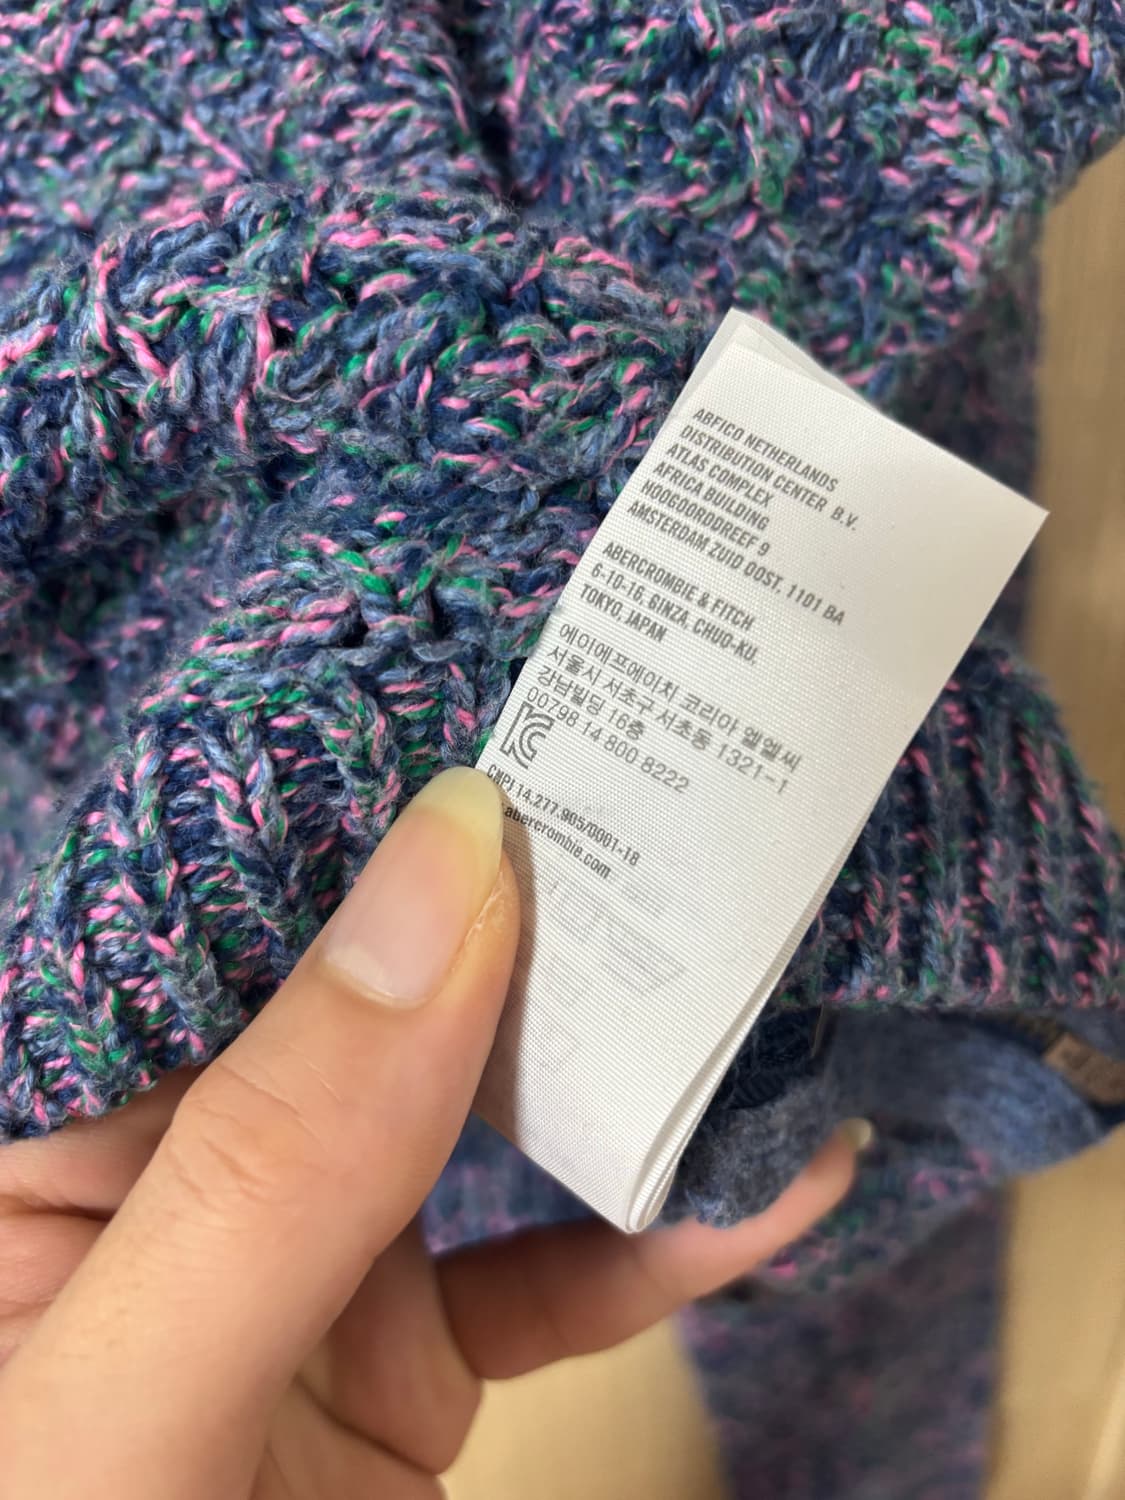 ABFICO NETHERLANDS
DISTRIBUTION CENTER B.V.
ATLAS COMPLEX
AFRICA BUILDING
HOOGOORDDREEF 9
AMSTERDAM ZUID OOST, 1101 BA
ABERCROMBIE & FITCH
6-10-16, GINZA, CHUO-KU,
TOKYO, JAPAN
에이에프에이치 코리아 엘엘씨
서울시 서초구 서초동 1321-1
강남빌딩 16층
00798 14 800 8222
CNPJ 14.277.905/0001-18
abercrombie.com